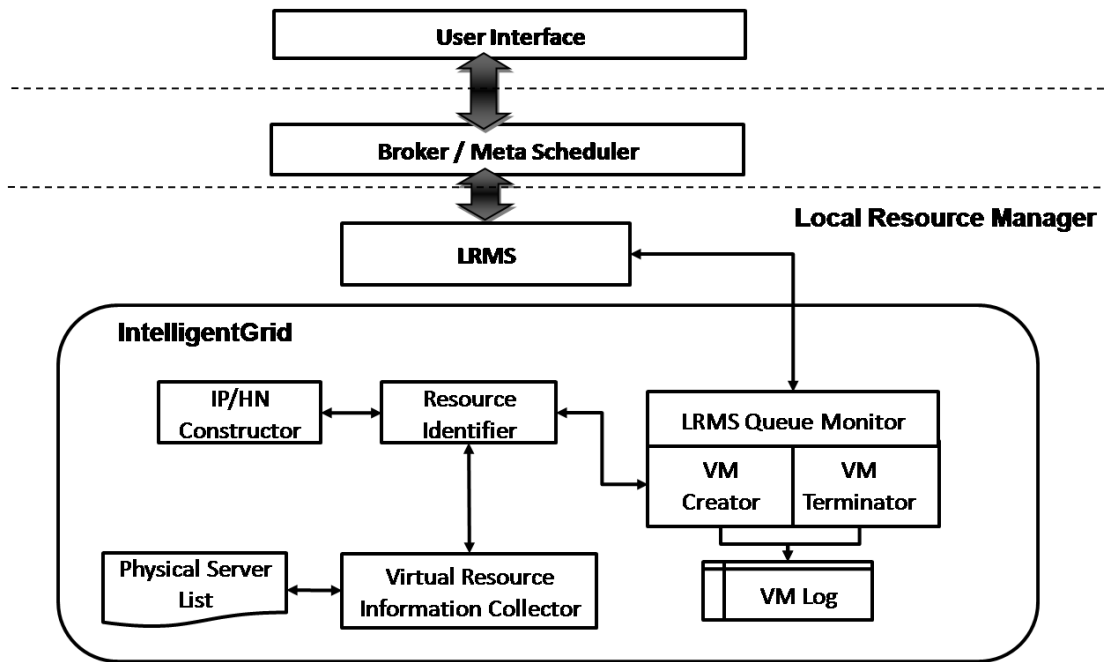 User Interface
Broker / Meta Scheduler
Local Resource Manager
LRMS
IntelligentGrid
IP/HN
Constructor
Resource
Identifier
LRMS Queue Monitor
VM
Creator
VM
Terminator
Physical Server
List
Virtual Resource
Information Collector
VM Log